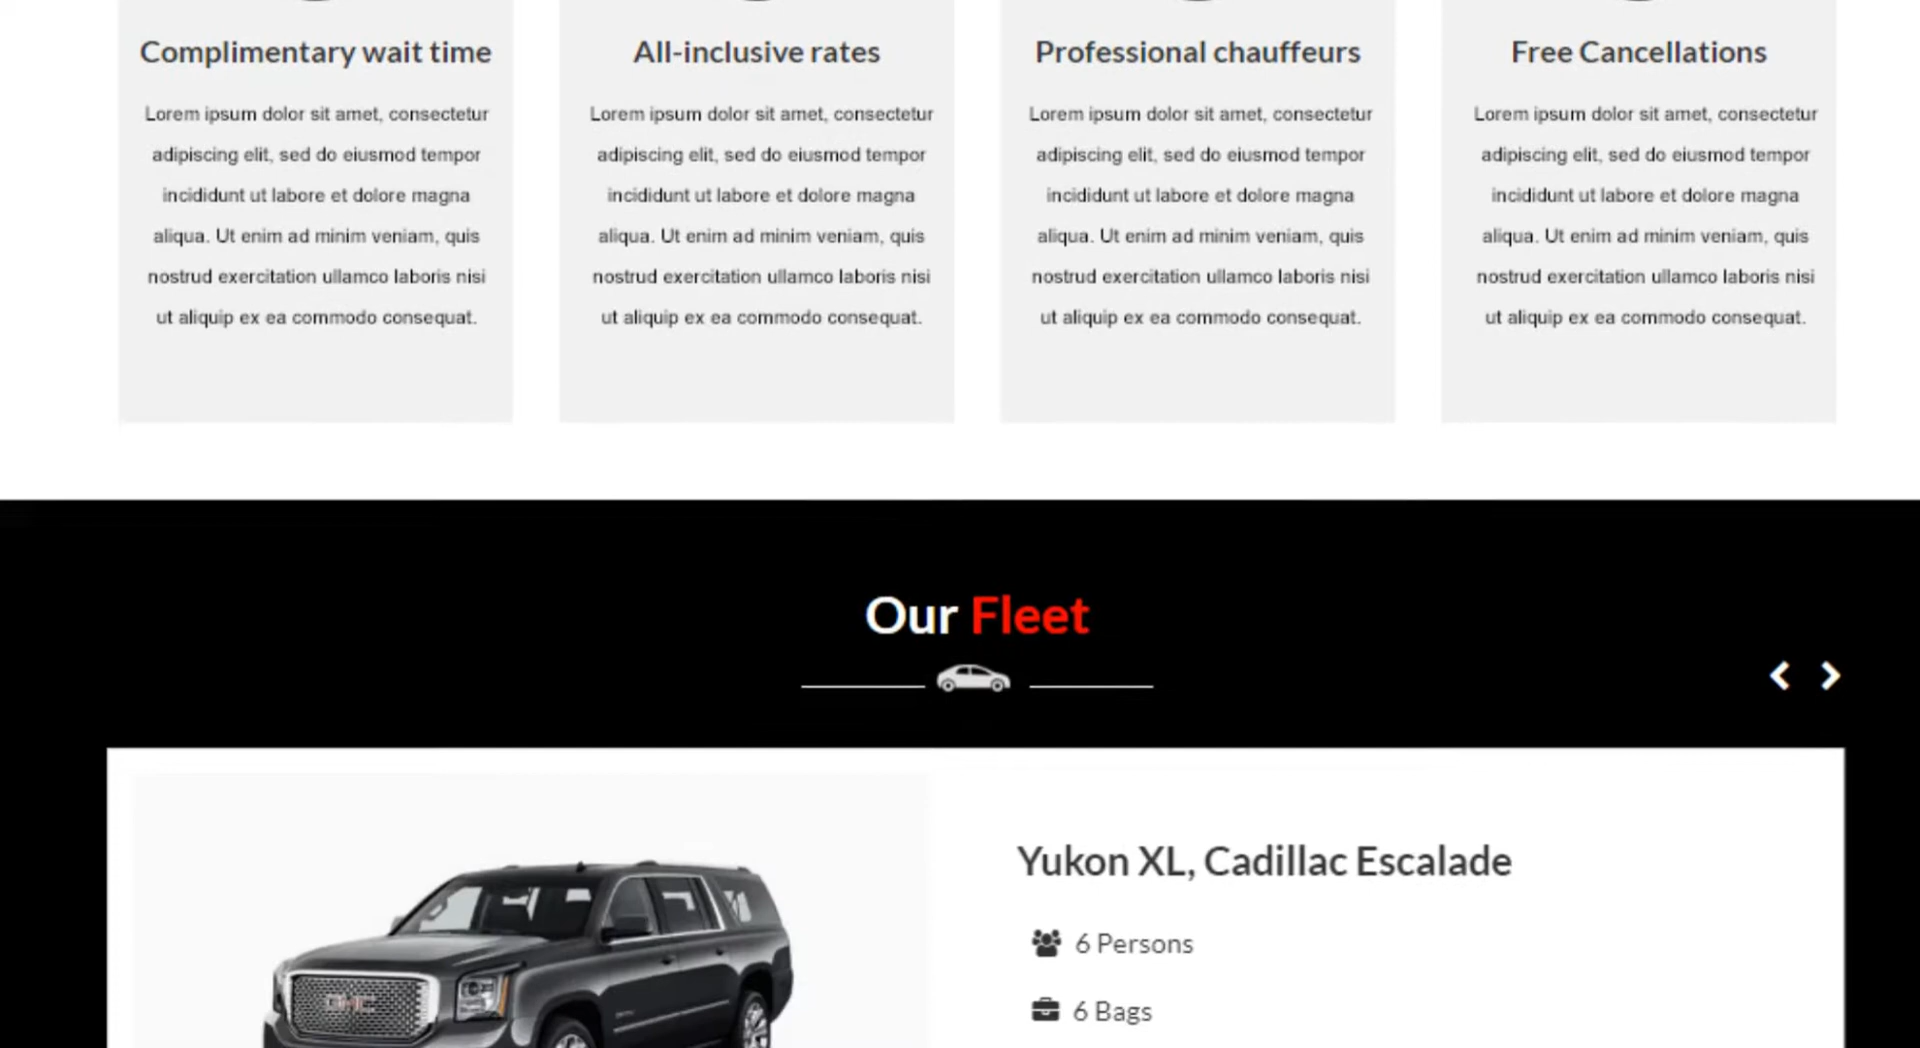 Complimentary wait time
Lorem ipsum dolor sit amet, consectetur
adipiscing elit, sed do eiusmod tempor
incididunt ut labore et dolore magna
aliqua. Ut enim ad minim veniam, quis
nostrud exercitation ullamco laboris nisi
ut aliquip ex ea commodo consequat.
All-inclusive rates
Lorem ipsum dolor sit amet, consectetur
adipiscing elit, sed do eiusmod tempor
incididunt ut labore et dolore magna
aliqua. Ut enim ad minim veniam, quis
nostrud exercitation ullamco laboris nisi
ut aliquip ex ea commodo consequat.
Professional chauffeurs
Lorem ipsum dolor sit amet, consectetur
adipiscing elit, sed do eiusmod tempor
incididunt ut labore et dolore magna
aliqua. Ut enim ad minim veniam, quis
nostrud exercitation ullamco laboris nisi
ut aliquip ex ea commodo consequat.
Free Cancellations
Lorem ipsum dolor sit amet, consectetur
adipiscing elit, sed do eiusmod tempor
incididunt ut labore et dolore magna
aliqua. Ut enim ad minim veniam, quis
nostrud exercitation ullamco laboris nisi
ut aliquip ex ea commodo consequat.
Our Fleet
GMC
Yukon XL, Cadillac Escalade
6 Persons
6 Bags